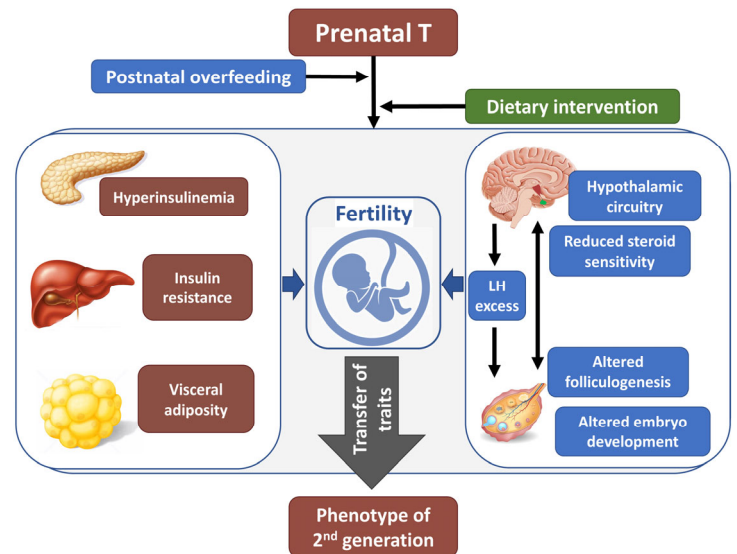 Prenatal T
Postnatal overfeeding
Dietary intervention
Hyperinsulinemia
Insulin
resistance
Visceral
adiposity
Fertility
Transfer of
traits
Hypothalamic
circuitry
Reduced steroid
sensitivity
LH
excess
Altered
folliculogenesis
Altered embryo
development
Phenotype of
2nd generation